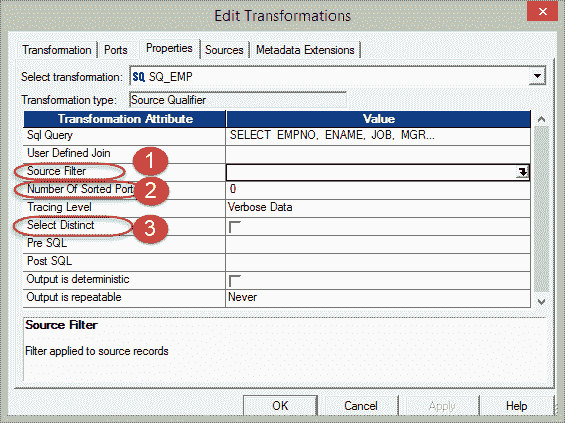 Edit Transformations
Transformation Ports Properties Sources Metadata Extensions
Select transformation: SQ SQ_EMP
Transformation type: Source Qualifier
Transformation Attribute Value
Sql Query SELECT EMPNO, ENAME, JOB, MGR...
User Defined Join
1
Source Filter
Number Of Sorted Port 2 0
Tracing Level Verbose Data
Select Distinct 3
Pre SQL
Post SQL
Output is deterministic
Output is repeatable Never
Source Filter
Filter applied to source records
OK Cancel Apply Help